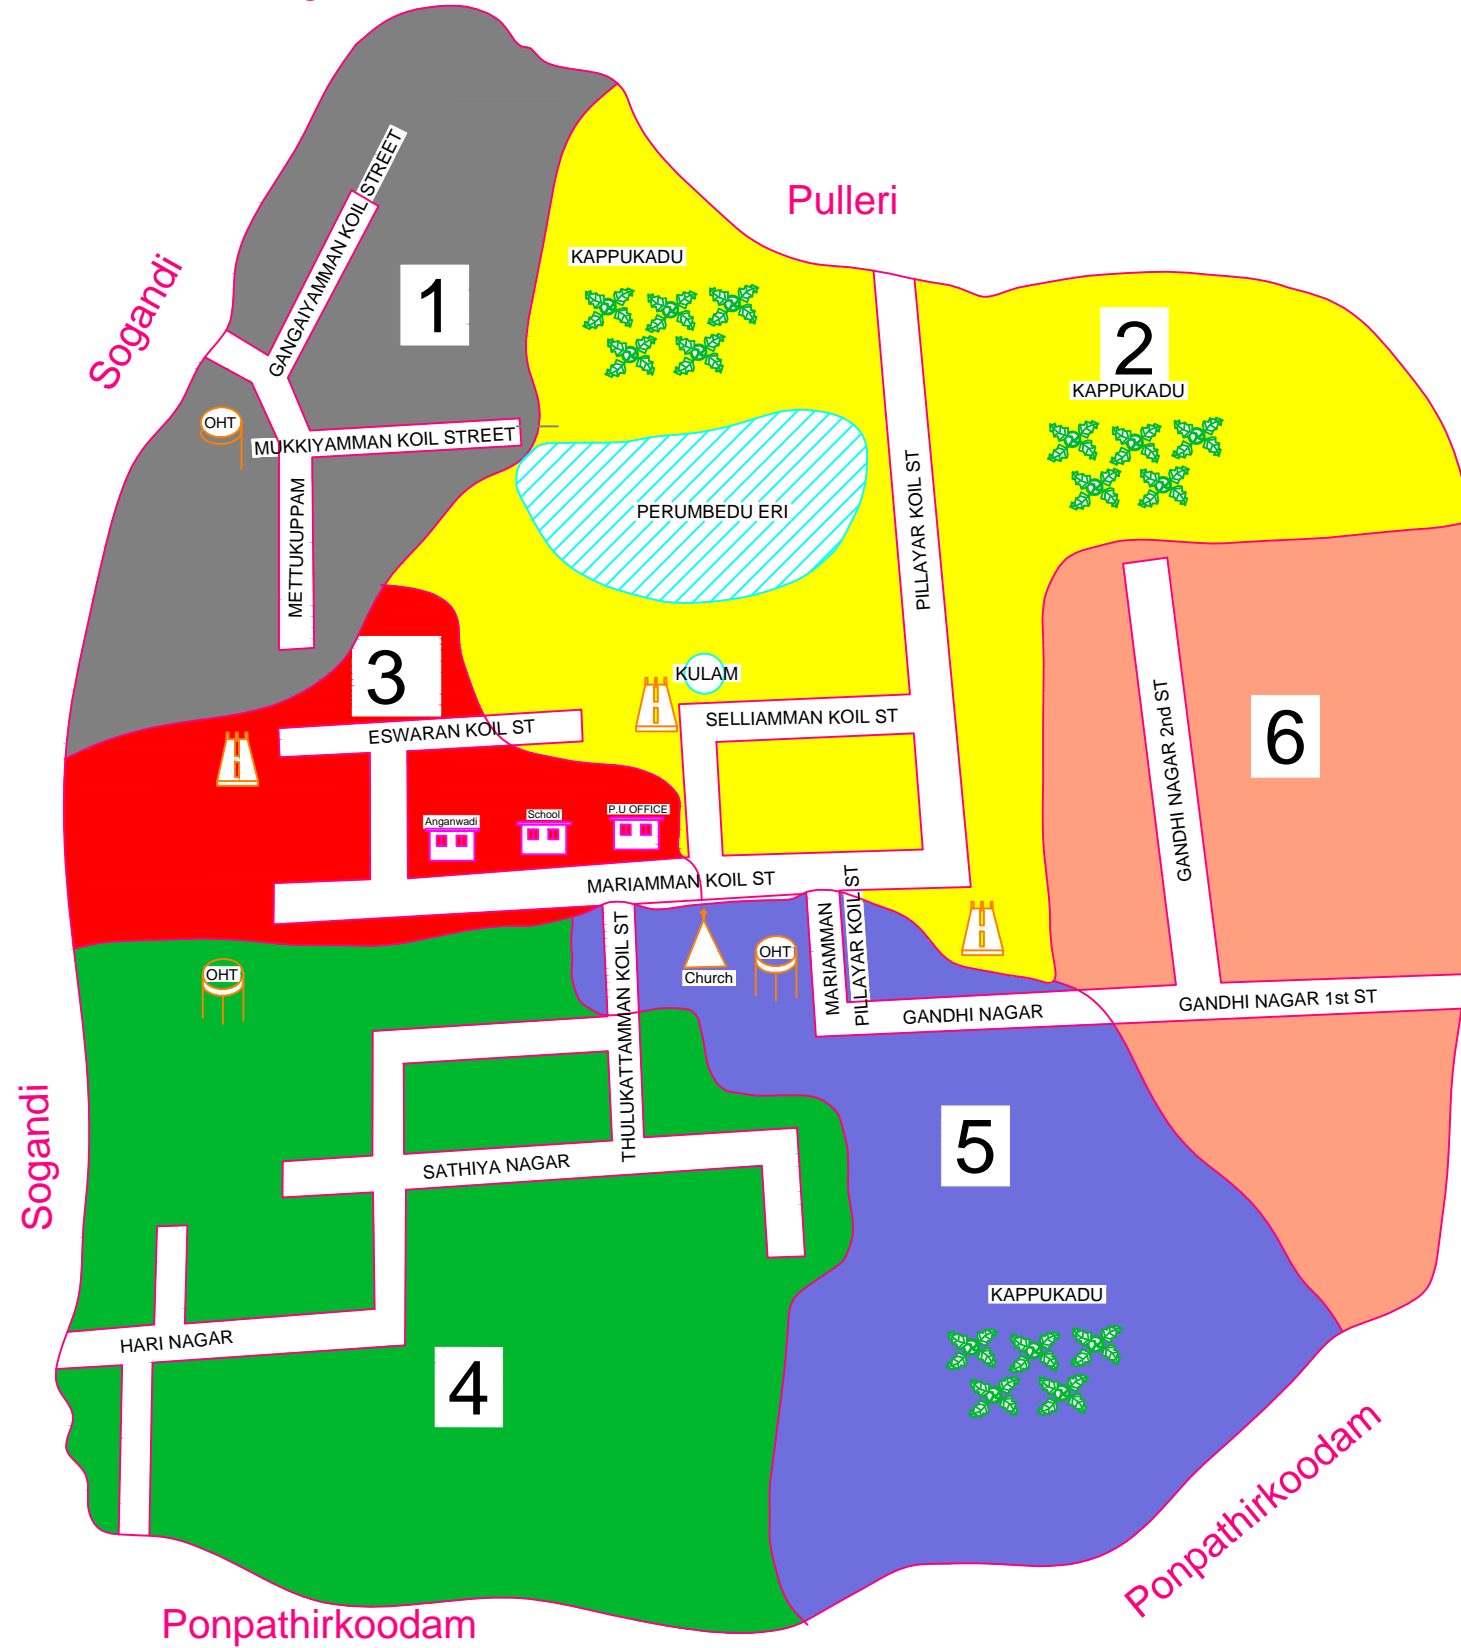 Pulleri
Sogandi
GANGAIYAMMAN KOIL STREET
1
KAPPUKADU
2
KAPPUKADU
OHT
MUKKIYAMMAN KOIL STREET
METTUKUPPAM
PERUMBEDU ERI
PILLAYAR KOIL ST
3
KULAM
SELLIAMMAN KOIL ST
ESWARAN KOIL ST
GANDHI NAGAR 2nd ST
6
Anganwadi
School
P.U OFFICE
MARIAMMAN KOIL ST
MARIAMMAN
PILLAYAR KOIL ST
THULUKATTAMMAN KOIL ST
Church
OHT
OHT
GANDHI NAGAR
GANDHI NAGAR 1st ST
Sogandi
SATHIYA NAGAR
5
HARI NAGAR
4
KAPPUKADU
Ponpathirkoodam
Ponpathirkoodam